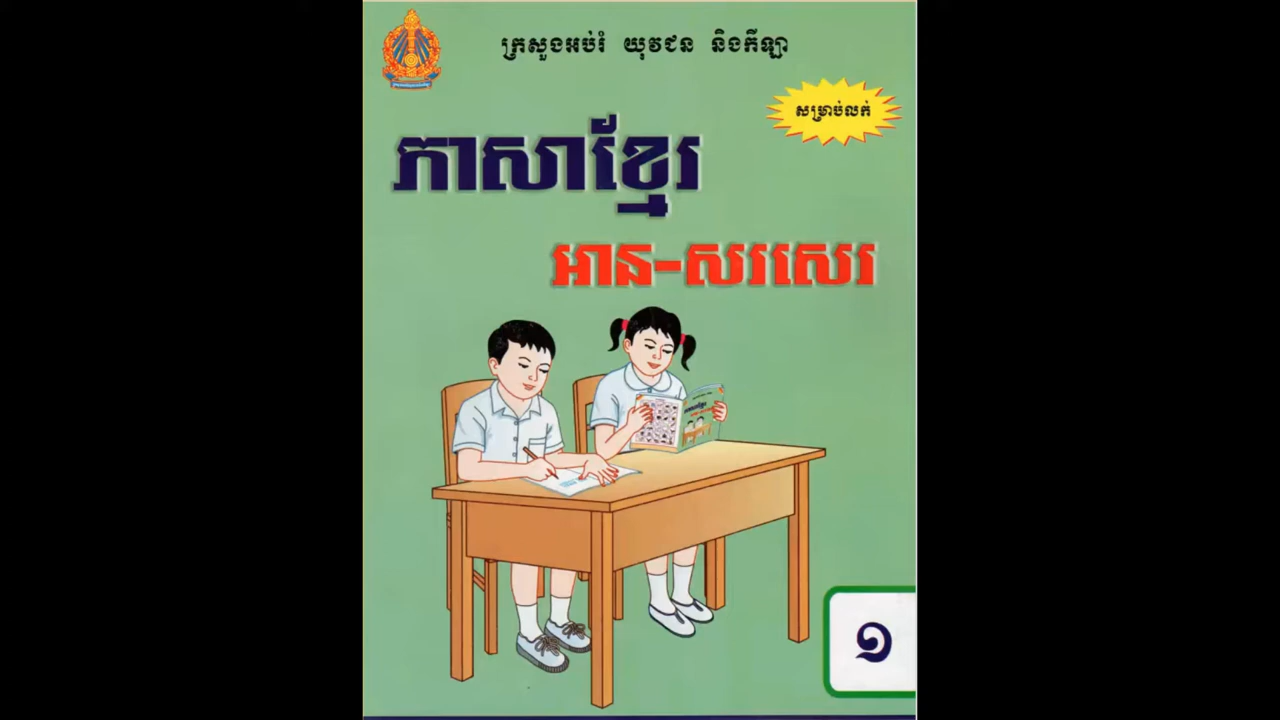 ក្រសួងអប់រំ យុវជន និងកីឡា
សម្រាប់លក់
ភាសាខ្មែរ
អាន-សរសេរ
១